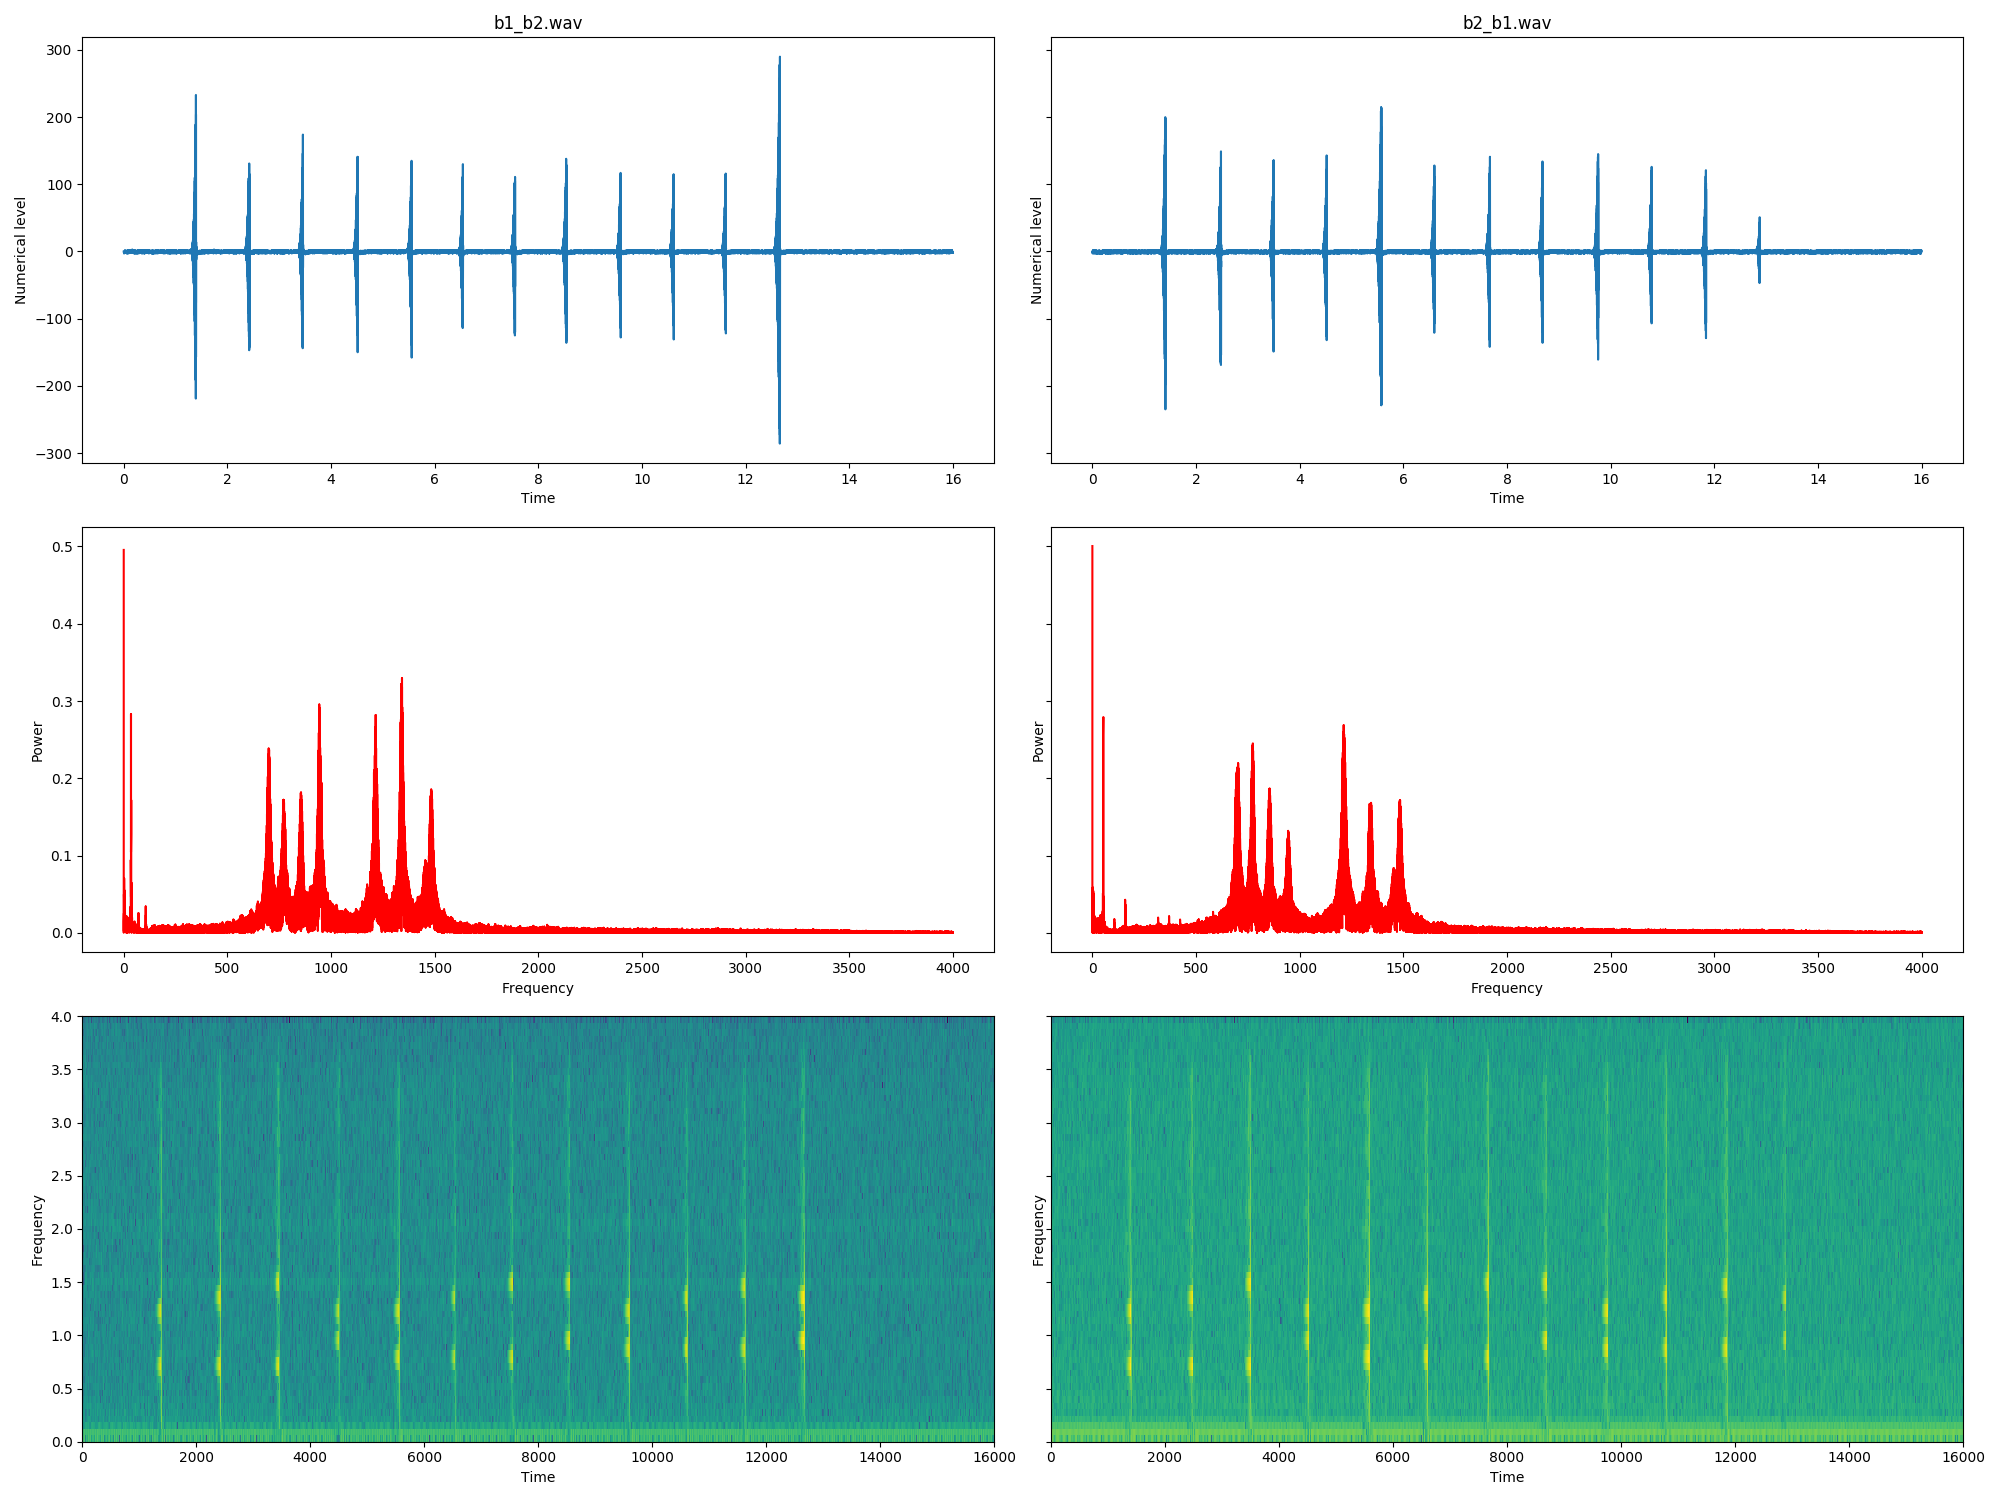 b1_b2.wav
b2_b1.wav
300
200
100
0
−100
−200
−300
Numerical level
Numerical level
0 2 4 6 8 10 12 14 16
0 2 4 6 8 10 12 14 16
Time
Time
0.5
0.4
0.3
0.2
0.1
0.0
Power
Power
0 500 1000 1500 2000 2500 3000 3500 4000
0 500 1000 1500 2000 2500 3000 3500 4000
Frequency
Frequency
4.0
3.5
3.0
2.5
2.0
1.5
1.0
0.5
0.0
Frequency
Frequency
0 2000 4000 6000 8000 10000 12000 14000 16000
0 2000 4000 6000 8000 10000 12000 14000 16000
Time
Time